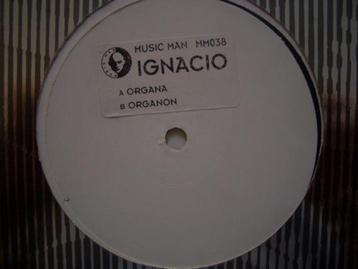 MUSIC MAN MM038
IGNACIO
A ORGANA
B ORGANON